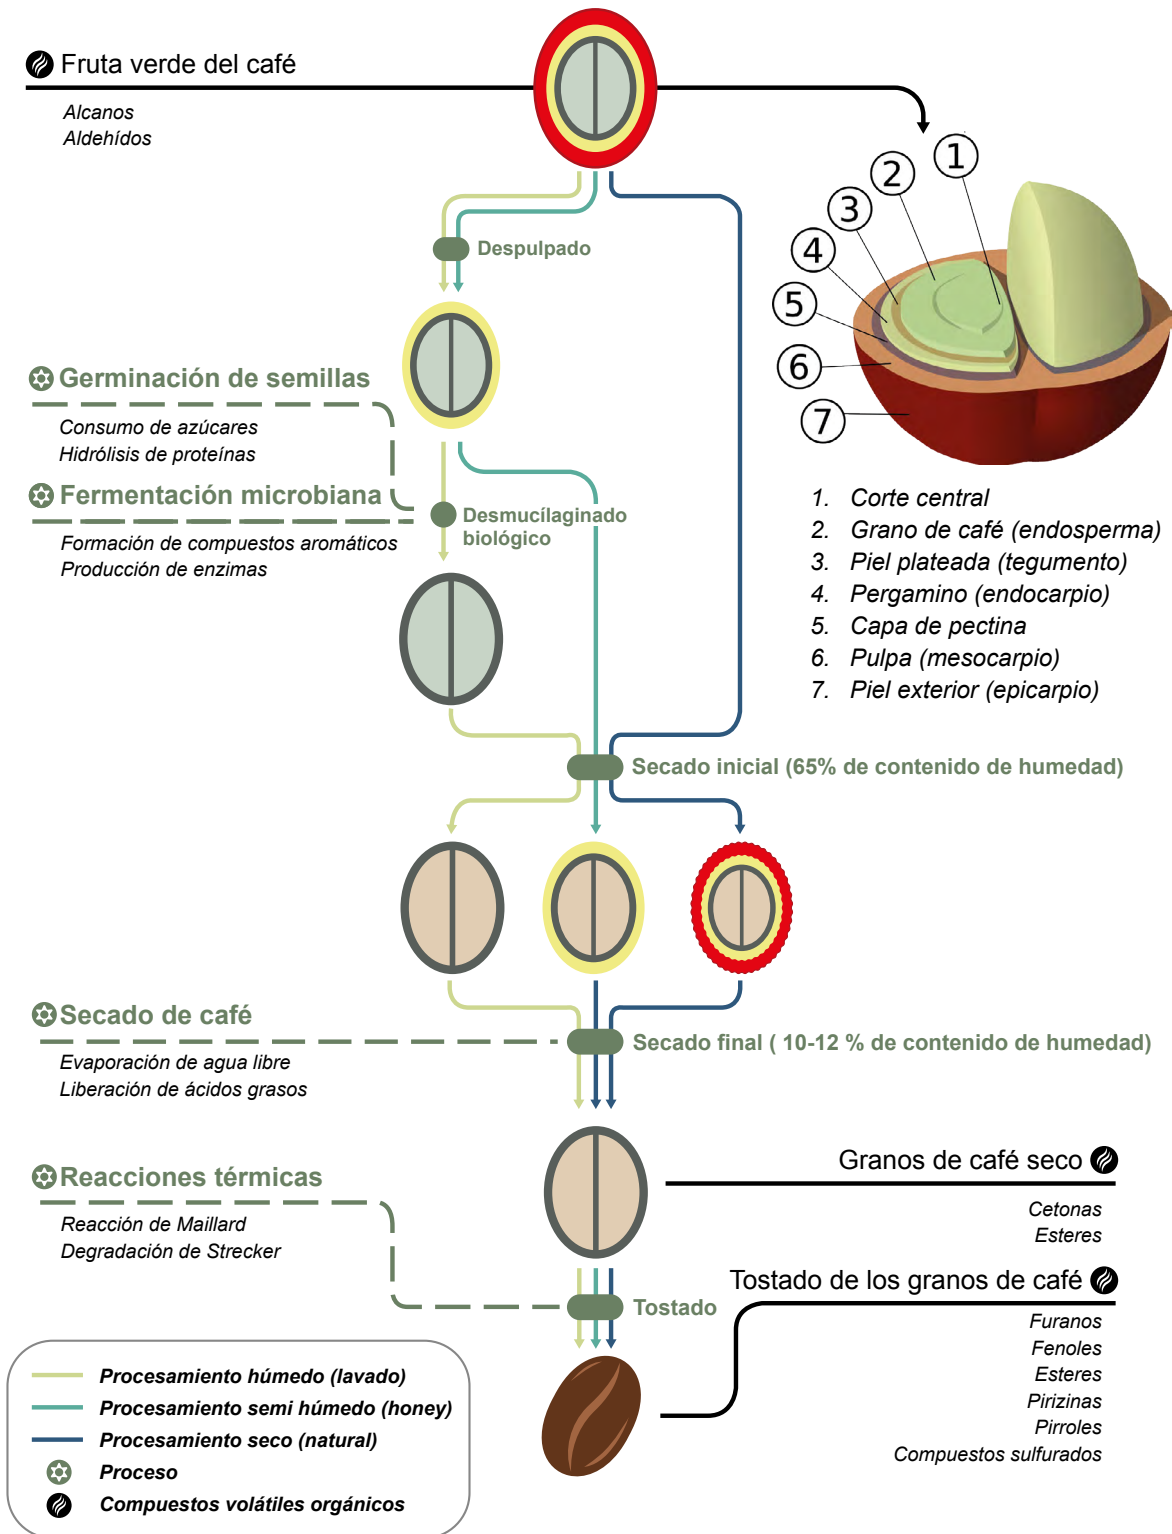 Fruta verde del café
Alcanos
Aldehídos
1
2
3
4
5
6
7
Despulpado
Germinación de semillas
Consumo de azúcares
Hidrólisis de proteínas
Fermentación microbiana
Formación de compuestos aromáticos
Producción de enzimas
Desmucílaginado
biológico
1. Corte central
2. Grano de café (endosperma)
3. Piel plateada (tegumento)
4. Pergamino (endocarpio)
5. Capa de pectina
6. Pulpa (mesocarpio)
7. Piel exterior (epicarpio)
Secado inicial (65% de contenido de humedad)
Secado de café
Evaporación de agua libre
Liberación de ácidos grasos
Secado final ( 10-12 % de contenido de humedad)
Granos de café seco
Cetonas
Esteres
Reacciones térmicas
Reacción de Maillard
Degradación de Strecker
Tostado
Tostado de los granos de café
Furanos
Fenoles
Esteres
Pirizinas
Pirroles
Compuestos sulfurados
Procesamiento húmedo (lavado)
Procesamiento semi húmedo (honey)
Procesamiento seco (natural)
Proceso
Compuestos volátiles orgánicos